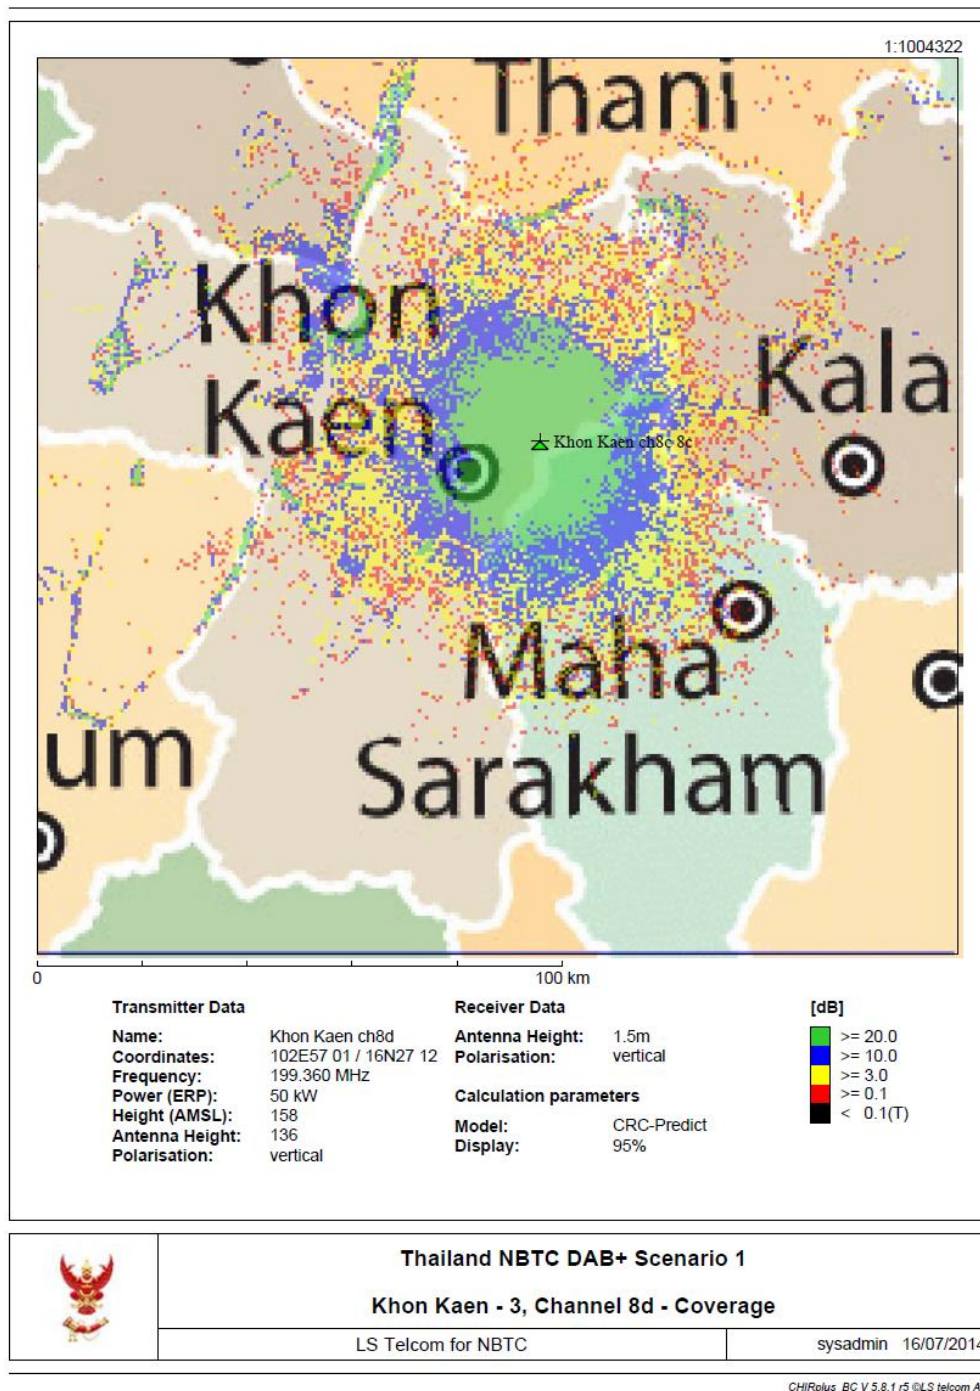 1:1004322
Thani
Khon
Kaen
Kala
Khon Kaen ch8c 8c
Maha
Sarakham
um
0
100 km
Transmitter Data
Name: Khon Kaen ch8d
Coordinates: 102E57 01 / 16N27 12
Frequency: 199.360 MHz
Power (ERP): 50 kW
Height (AMSL): 158
Antenna Height: 136
Polarisation: vertical
Receiver Data
Antenna Height: 1.5m
Polarisation: vertical
Calculation parameters
Model: CRC-Predict
Display: 95%
[dB]
>= 20.0
>= 10.0
>= 3.0
>= 0.1
< 0.1(T)
Thailand NBTC DAB+ Scenario 1
Khon Kaen - 3, Channel 8d - Coverage
LS Telcom for NBTC
sysadmin 16/07/2014
CHIRplus_BC V 5.8.1 r5 ©LS telcom A